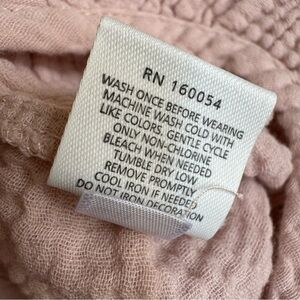 RN 160054
WASH ONCE BEFORE WEARING
MACHINE WASH COLD WITH
LIKE COLORS, GENTLE CYCLE
ONLY NON-CHLORINE
BLEACH WHEN NEEDED
TUMBLE DRY LOW
REMOVE PROMPTLY
COOL IRON IF NEEDED
DO NOT IRON DECORATION